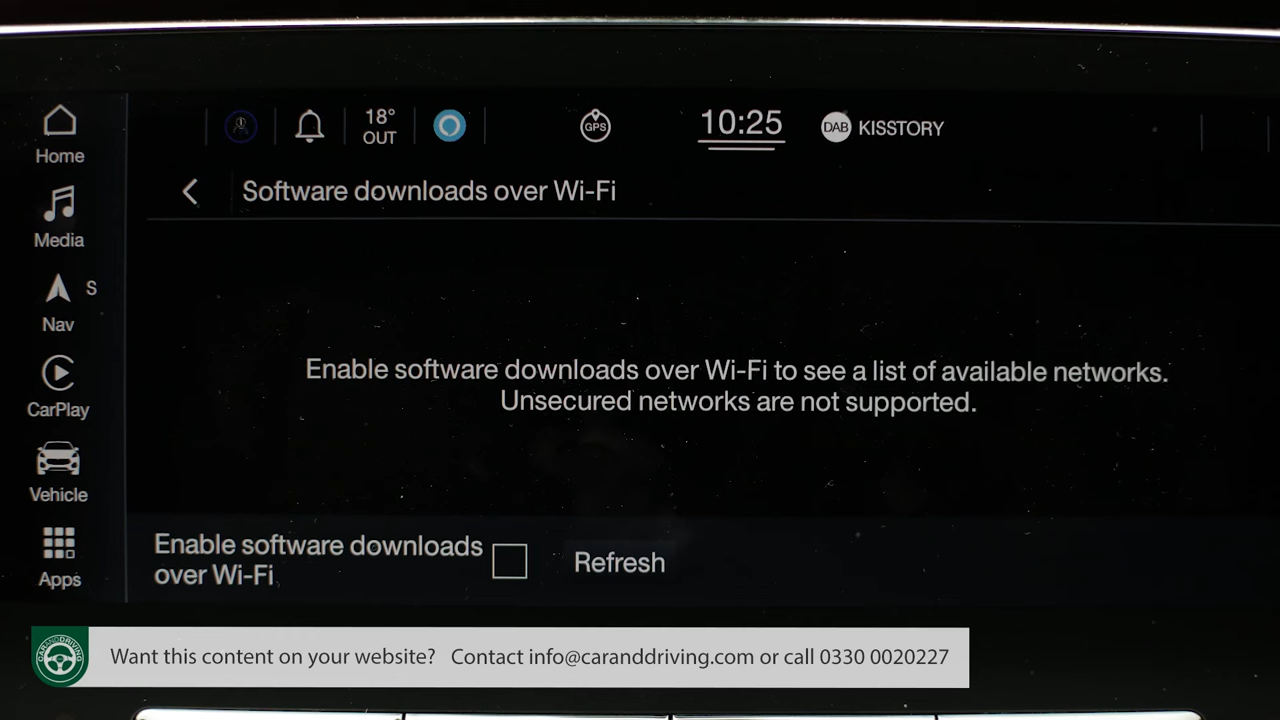 18°
OUT
GPS
10:25
DAB
KISSTORY
Home
Media
S
Nav
CarPlay
Vehicle
Apps
Software downloads over Wi-Fi
Enable software downloads over Wi-Fi to see a list of available networks.
Unsecured networks are not supported.
Enable software downloads
over Wi-Fi
Refresh
CARANDDRIVING
Want this content on your website? Contact info@caranddriving.com or call 0330 0020227